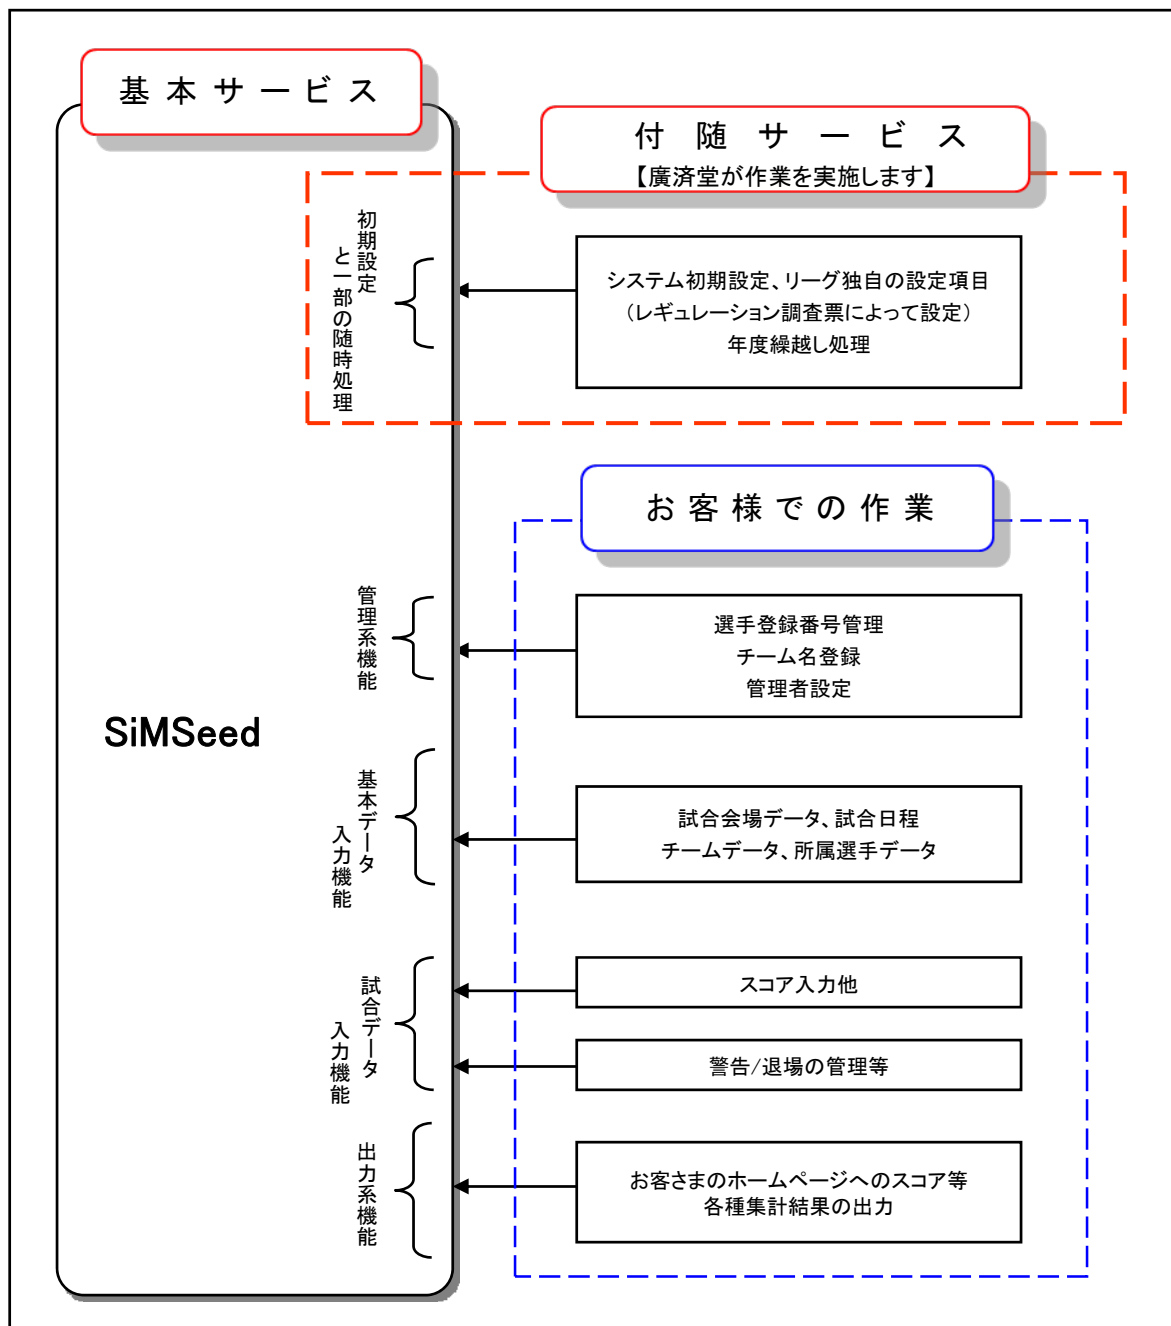 基本サービス
付随サービス
【廣済堂が作業を実施します】
初期設定
と一部の随時処理
システム初期設定、リーグ独自の設定項目
(レギュレーション調査票によって設定)
年度繰越し処理
お客様での作業
管理系機能
選手登録番号管理
チーム名登録
管理者設定
SiMSeed
基本データ
入力機能
試合会場データ、試合日程
チームデータ、所属選手データ
試合データ
入力機能
スコア入力他
警告/退場の管理等
出力系機能
お客さまのホームページへのスコア等
各種集計結果の出力